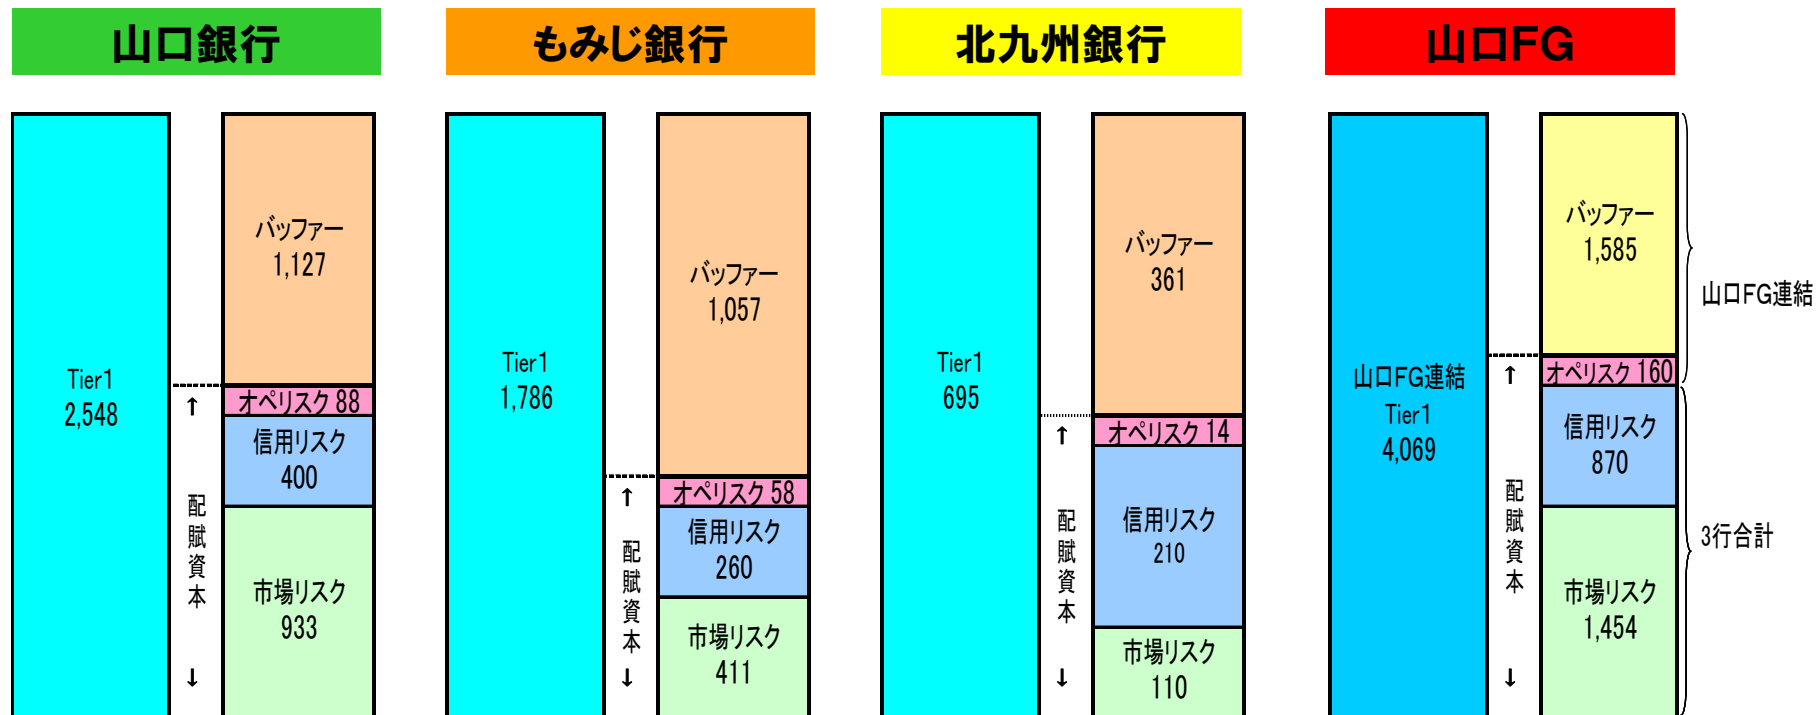 山口銀行
Tier1
2,548
↑
配賦資本
↓
バッファー
1,127
オペリスク 88
信用リスク
400
市場リスク
933
もみじ銀行
Tier1
1,786
↑
配賦資本
↓
バッファー
1,057
オペリスク 58
信用リスク
260
市場リスク
411
北九州銀行
Tier1
695
↑
配賦資本
↓
バッファー
361
オペリスク 14
信用リスク
210
市場リスク
110
山口FG
山口FG連結
Tier1
4,069
↑
配賦資本
↓
バッファー
1,585
オペリスク 160
信用リスク
870
市場リスク
1,454
山口FG連結
3行合計